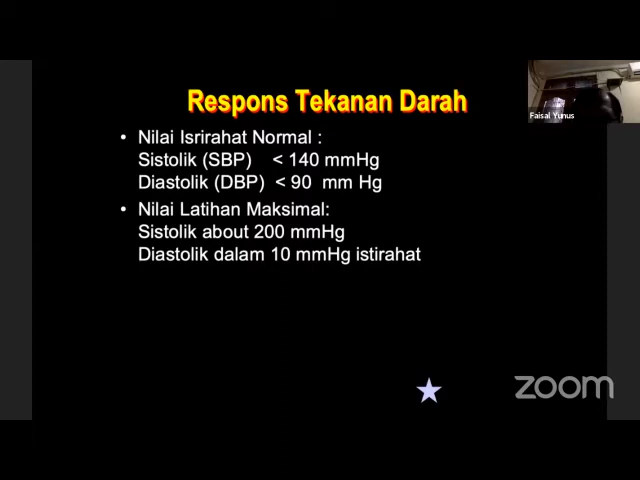 Respons Tekanan Darah
• Nilai Isrirahat Normal :
Sistolik (SBP) < 140 mmHg
Diastolik (DBP) < 90 mm Hg
• Nilai Latihan Maksimal:
Sistolik about 200 mmHg
Diastolik dalam 10 mmHg istirahat
Faisal Yunus
zoom